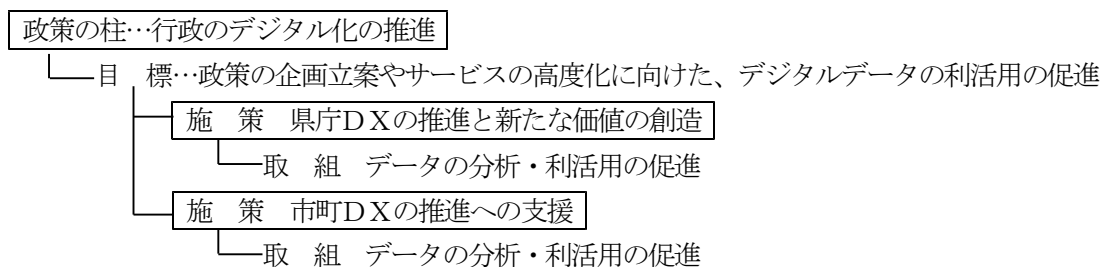 政策の柱…行政のデジタル化の推進
目　標…政策の企画立案やサービスの高度化に向けた、デジタルデータの利活用の促進
施　策　県庁ＤＸの推進と新たな価値の創造
取　組　データの分析・利活用の促進
施　策　市町ＤＸの推進への支援
取　組　データの分析・利活用の促進